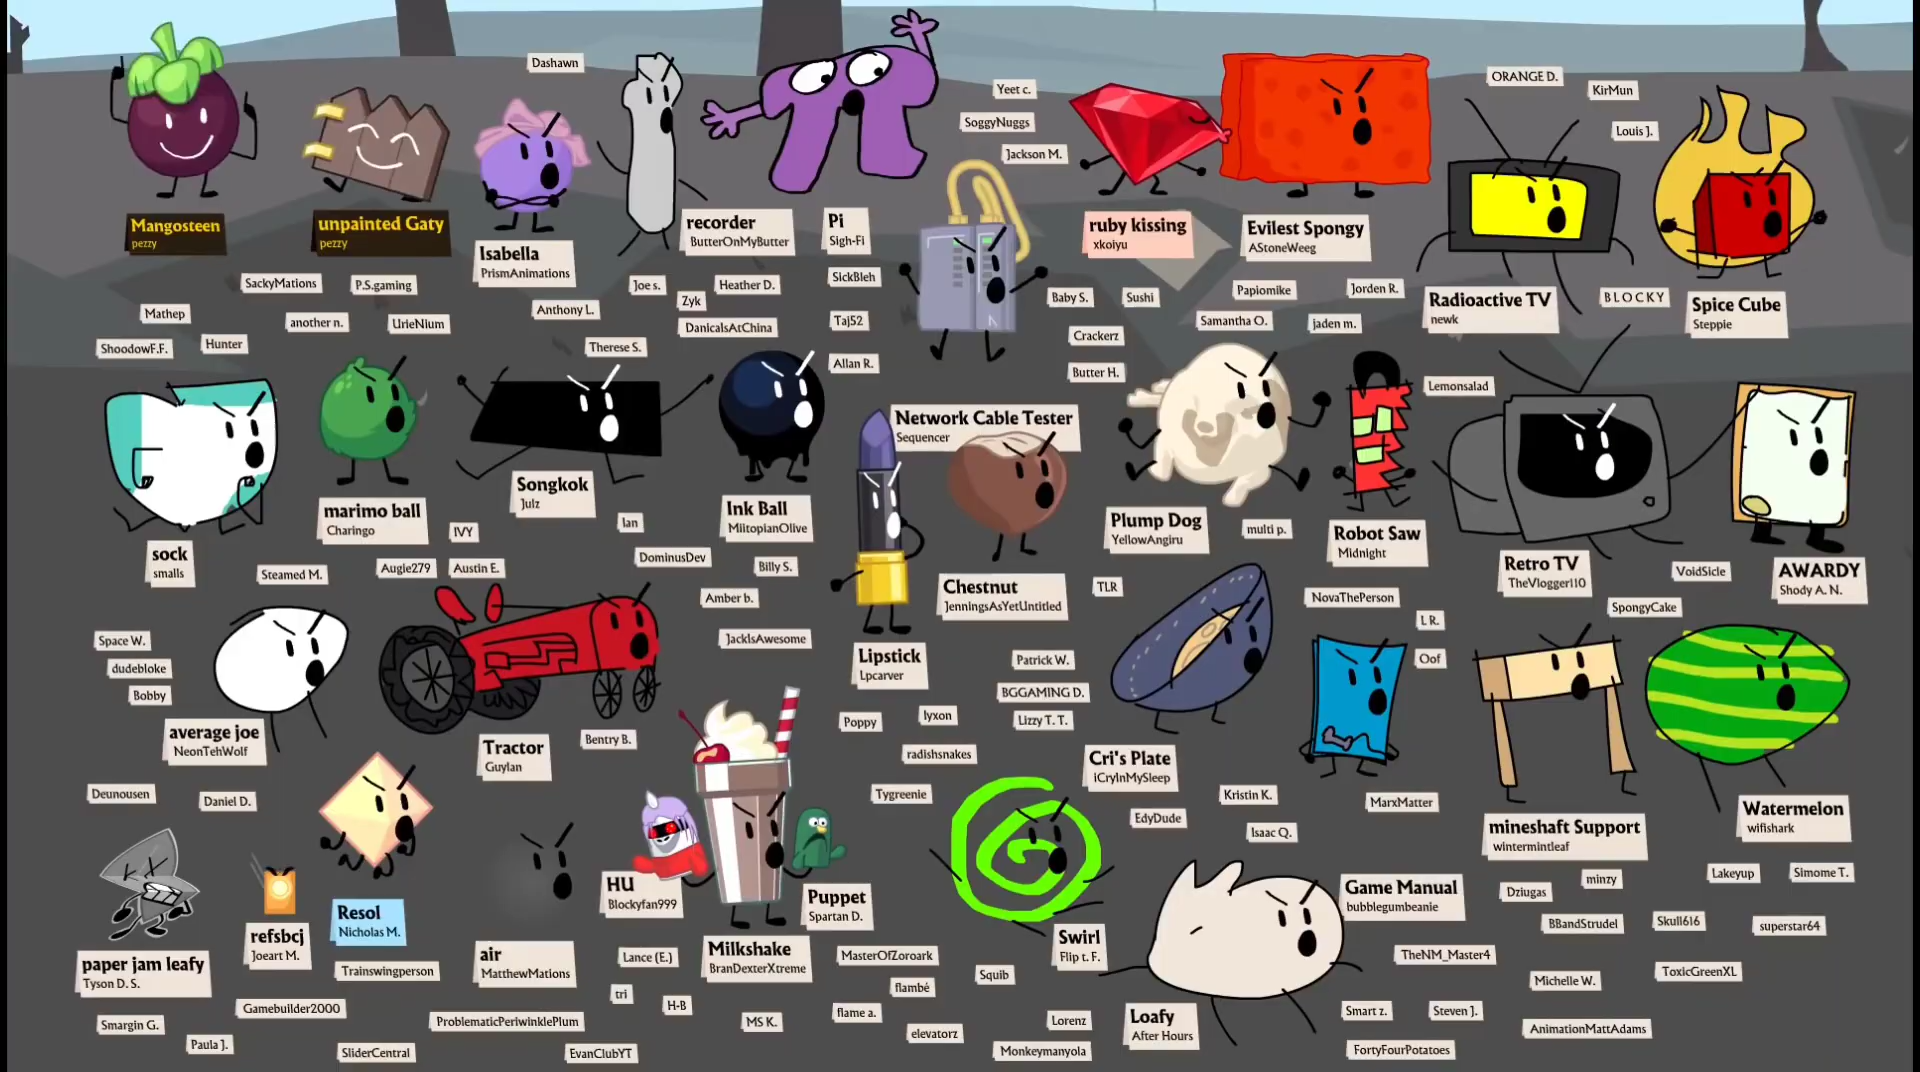 Dashawn
Yeet c.
SoggyNuggs
Jackson M.
ORANGE D.
KirMun
Louis J.
Mangosteen
pezzy
unpainted Gaty
pezzy
Isabella
PrismAnimations
recorder
ButterOnMyButter
Pi
Sigh-Fi
ruby kissing
xkoiyu
Evilest Spongy
AStoneWeeg
Radioactive TV
newk
BLOCKY
Spice Cube
Steppie
SackyMations
P.S.gaming
Joe s.
Heather D.
SickBleh
Zyk
Baby S.
Sushi
Papiomike
Jorden R.
Mathep
another n.
UrieNium
Anthony L.
DanicalsAtChina
Taj52
Samantha O.
jaden m.
Crackerz
ShoodowF.F.
Hunter
Therese S.
Allan R.
Butter H.
Lemonsalad
Network Cable Tester
Sequencer
sock
smalls
marimo ball
Charingo
IVY
Songkok
Julz
Ian
Ink Ball
MiitopianOlive
Plump Dog
YellowAngiru
multi p.
Robot Saw
Midnight
Retro TV
TheVlogger110
VoidSicle
AWARDY
Shody A. N.
Steamed M.
Augie279
Austin E.
DominusDev
Billy S.
Chestnut
JenningsAsYetUntitled
TLR
NovaThePerson
SpongyCake
Amber b.
JackIsAwesome
L R.
Oof
Space W.
dudebloke
Bobby
Lipstick
Lpcarver
Patrick W.
BGGAMING D.
Lizzy T. T.
average joe
NeonTehWolf
Tractor
Guylan
Bentry B.
Poppy
lyxon
radishsnakes
Cri's Plate
iCryInMySleep
Deunousen
Daniel D.
Tygreenie
EdyDude
Kristin K.
Isaac Q.
MarxMatter
mineshaft Support
wintermintleaf
Watermelon
wifishark
paper jam leafy
Tyson D. S.
refsbcj
Joeart M.
Resol
Nicholas M.
air
MatthewMations
HU
Blockyfan999
Milkshake
BranDexterXtreme
Puppet
Spartan D.
Swirl
Flip t. F.
Game Manual
bubblegumbeanie
Dziugas
minzy
Lakeyup
Simome T.
BBandStrudel
Skull616
superstar64
Trainswingperson
Lance (E.)
MasterOfZoroark
Squib
TheNM_Master4
Michelle W.
ToxicGreenXL
Gamebuilder2000
tri
H-B
flambé
Smargin G.
ProblematicPeriwinklePlum
MS K.
flame a.
Lorenz
Loafy
After Hours
Smart z.
Steven J.
AnimationMattAdams
Paula J.
SliderCentral
EvanClubYT
elevatorz
Monkeymanyola
FortyFourPotatoes